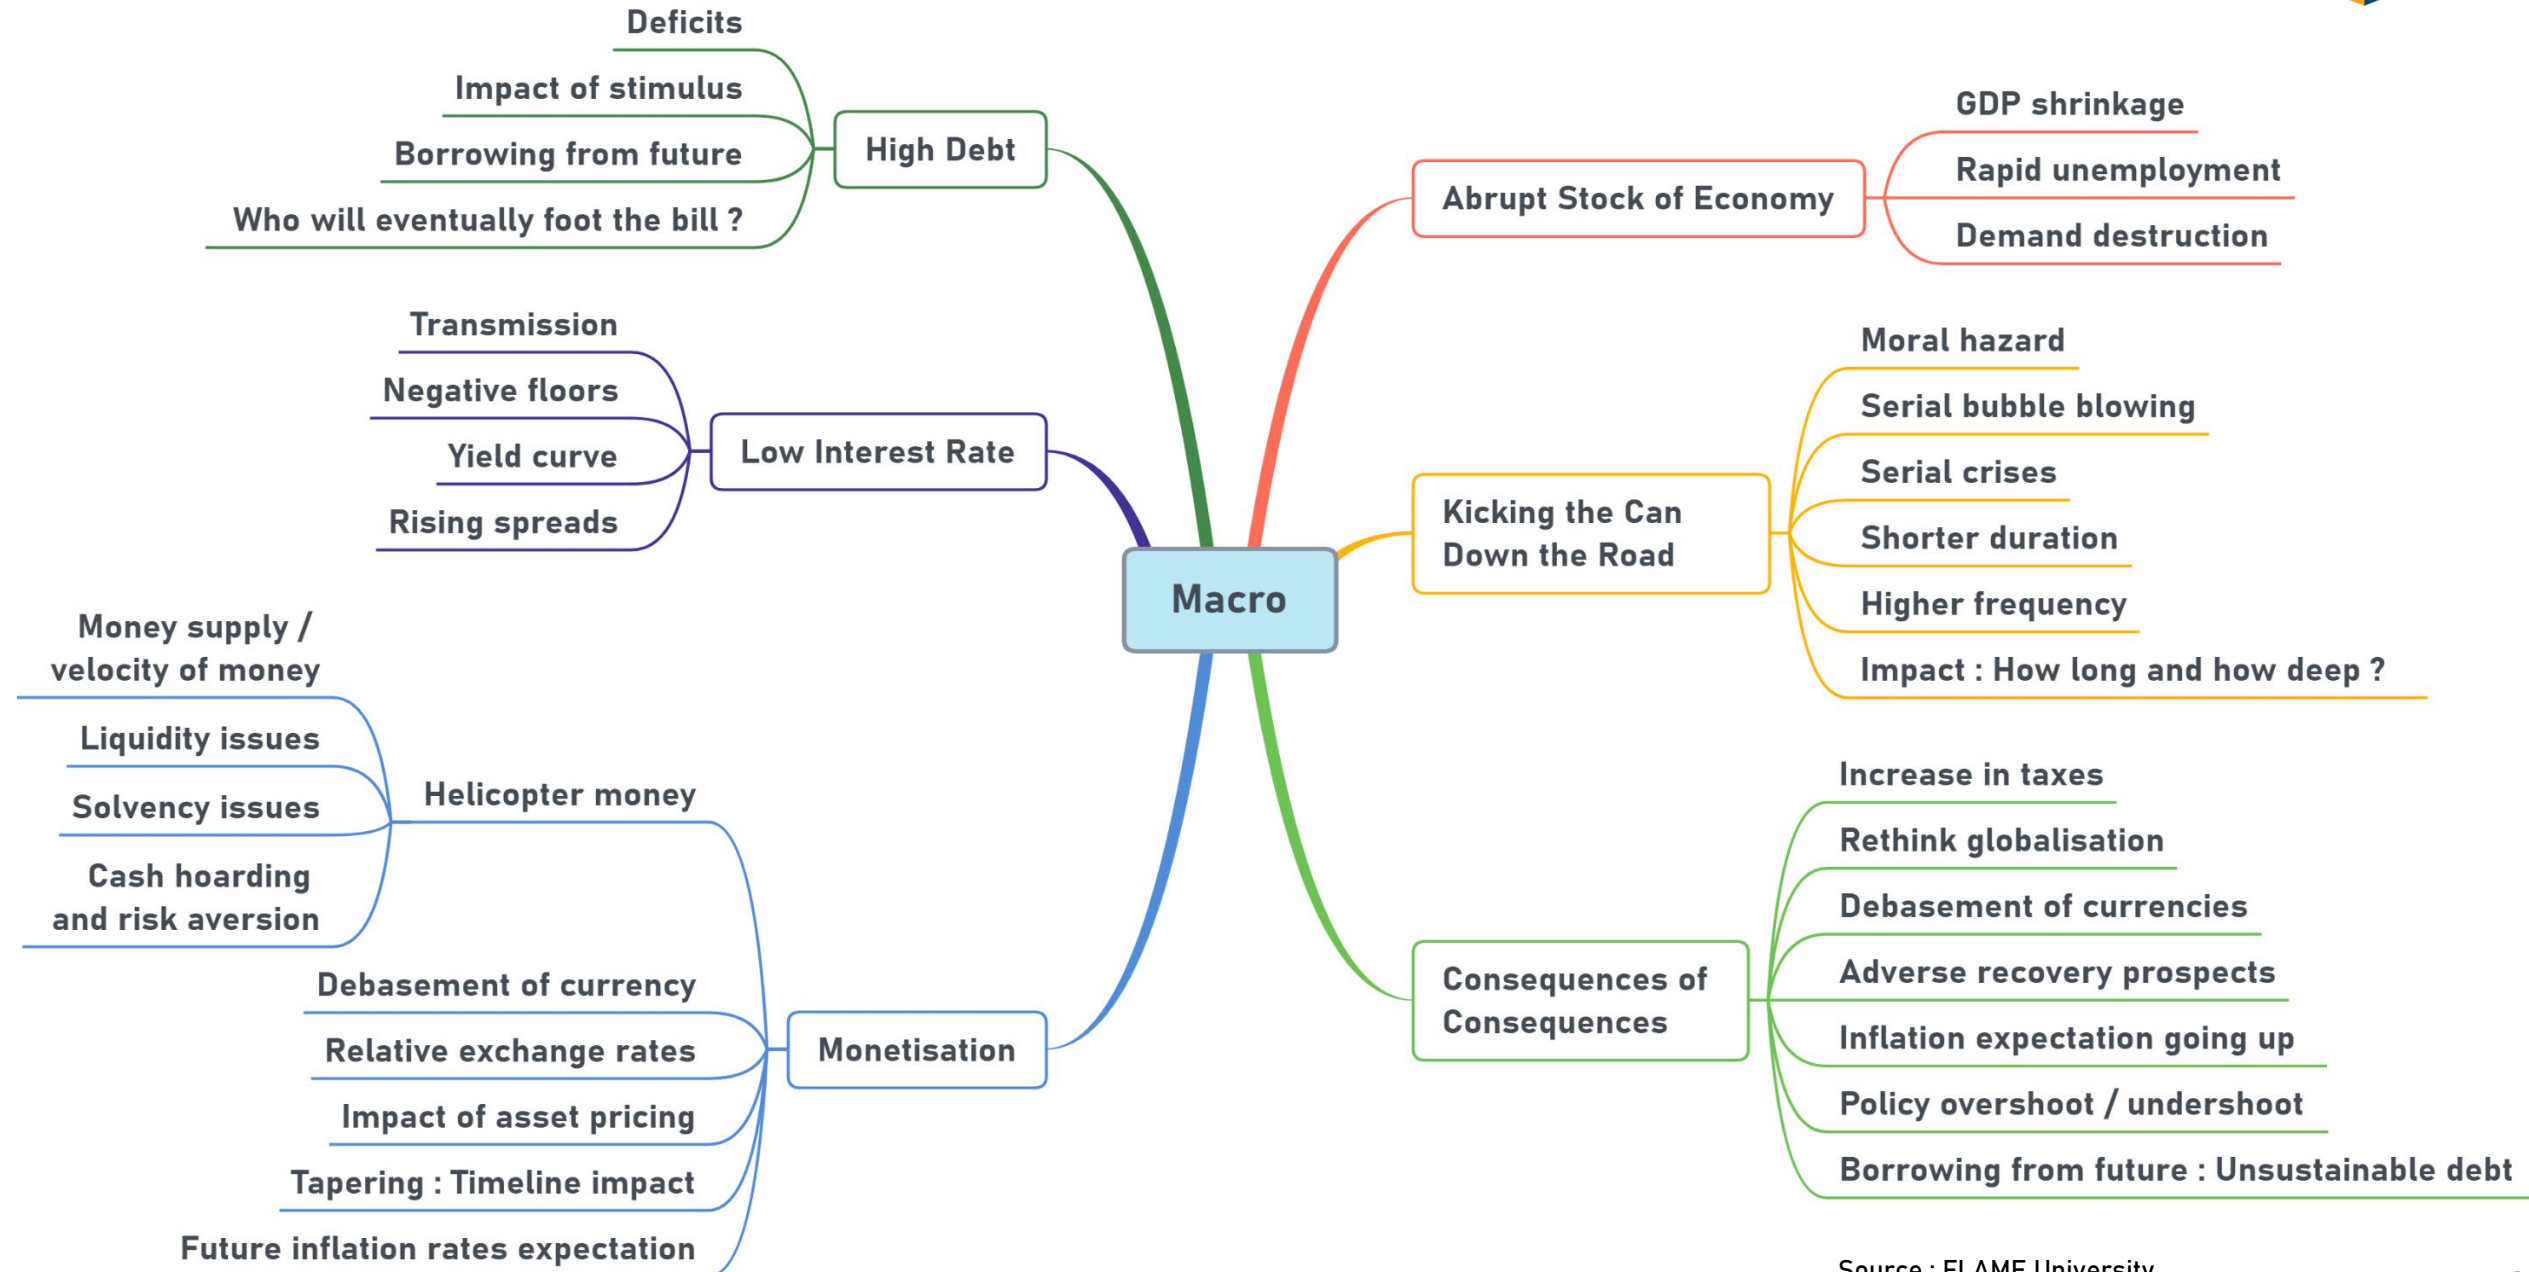 Deficits
Impact of stimulus
Borrowing from future
Who will eventually foot the bill ?
High Debt
Transmission
Negative floors
Yield curve
Rising spreads
Low Interest Rate
Money supply /
velocity of money
Liquidity issues
Solvency issues
Cash hoarding
and risk aversion
Helicopter money
Debasement of currency
Relative exchange rates
Impact of asset pricing
Tapering : Timeline impact
Future inflation rates expectation
Monetisation
Macro
Abrupt Stock of Economy
GDP shrinkage
Rapid unemployment
Demand destruction
Kicking the Can
Down the Road
Moral hazard
Serial bubble blowing
Serial crises
Shorter duration
Higher frequency
Impact : How long and how deep ?
Consequences of
Consequences
Increase in taxes
Rethink globalisation
Debasement of currencies
Adverse recovery prospects
Inflation expectation going up
Policy overshoot / undershoot
Borrowing from future : Unsustainable debt
Source : FLAME University